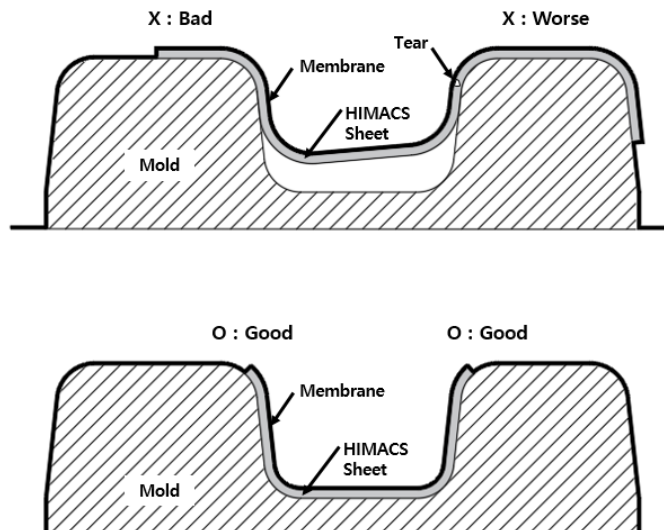 X : Bad
X : Worse
Tear
Membrane
HIMACS
Sheet
Mold
O : Good
O : Good
Membrane
HIMACS
Sheet
Mold